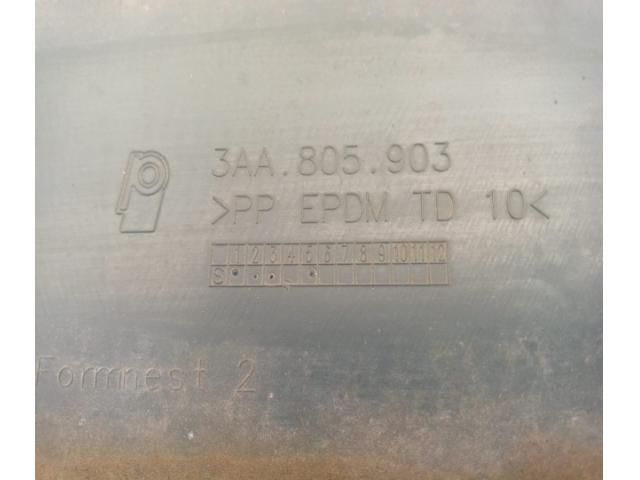 3AA.805.903
>PP EPDM TD 10<
1 2 3 4 5 6 7 8 9 10 11 12
S
Formnest 2